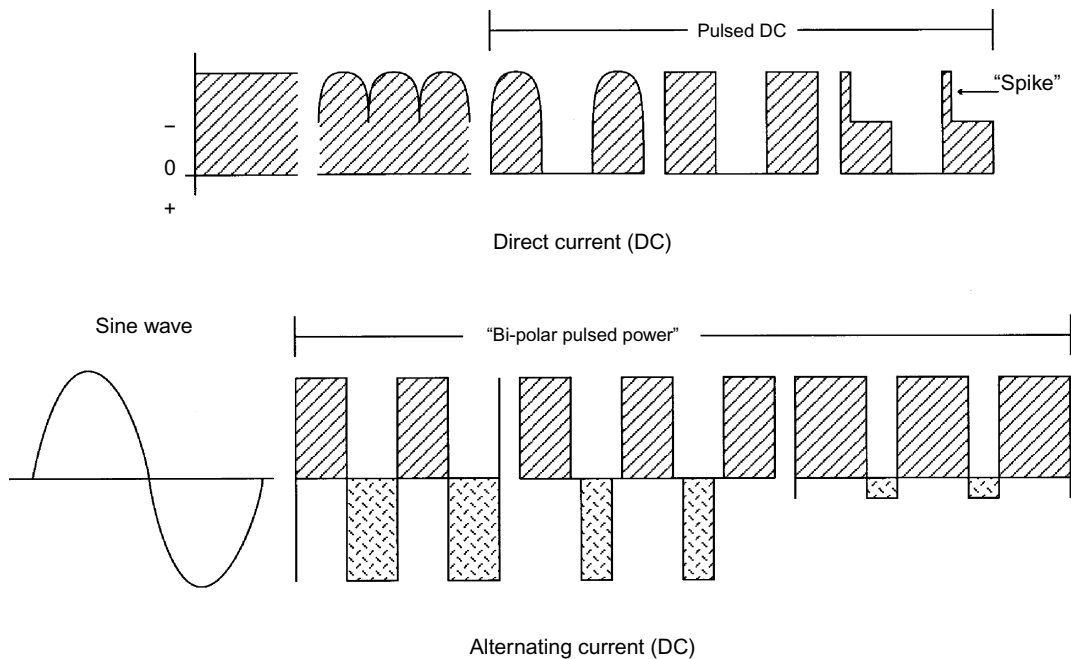 Pulsed DC
“Spike”
–
0
+
Direct current (DC)
Sine wave
“Bi-polar pulsed power”
Alternating current (DC)